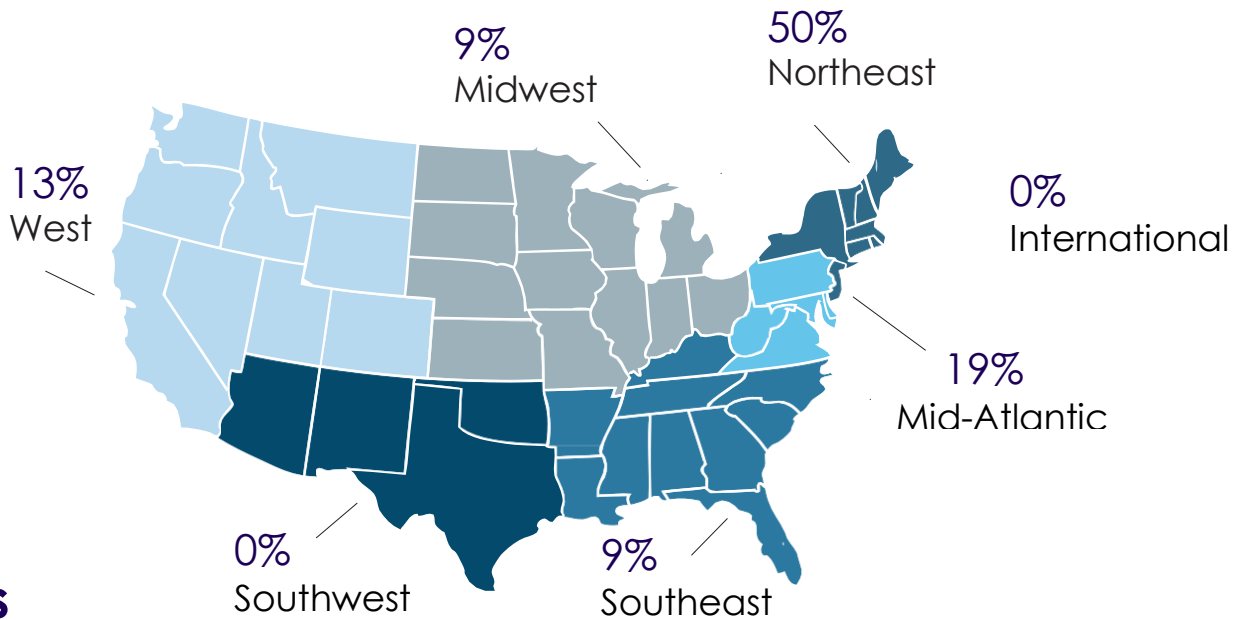 50%
Northeast
9%
Midwest
13%
West
0%
International
19%
Mid-Atlantic
0%
Southwest
9%
Southeast
s